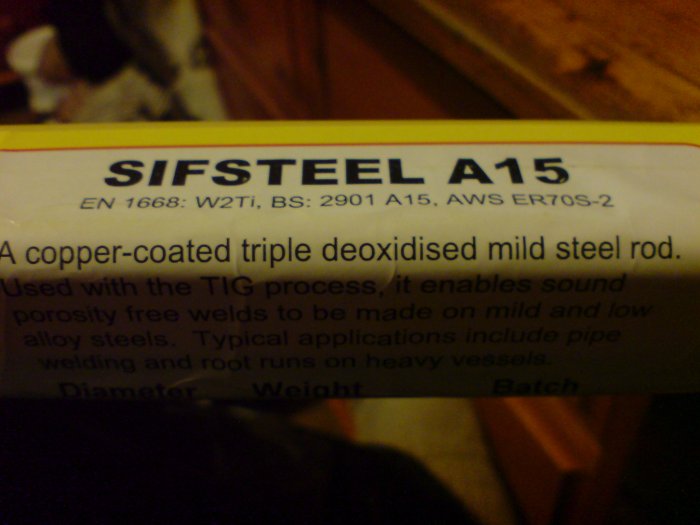 SIFSTEEL A15
EN 1668: W2Ti, BS: 2901 A15, AWS ER70S-2
A copper-coated triple deoxidised mild steel rod.
Used with the TIG process, it enables sound
porosity free welds to be made on mild and low
alloy steels. Typical applications include pipe
welding and root runs on heavy vessels.
Diameter Weight Batch